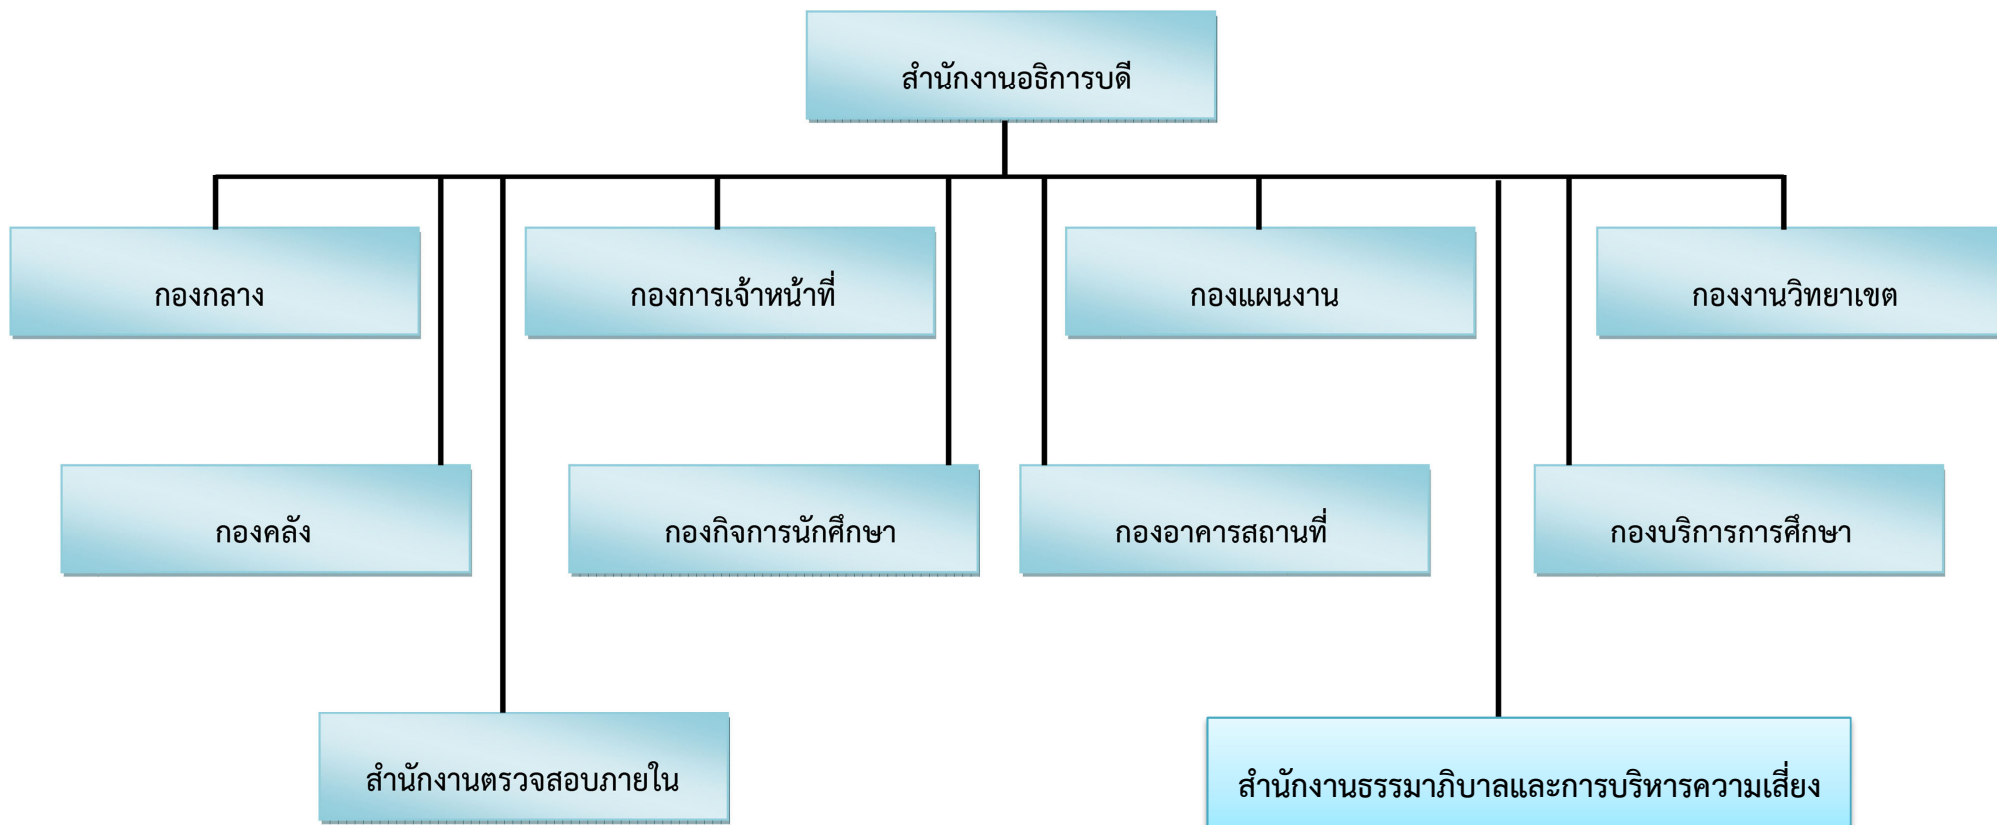 สำนักงานอธิการบดี
กองกลาง
กองการเจ้าหน้าที่
กองแผนงาน
กองงานวิทยาเขต
กองคลัง
กองกิจการนักศึกษา
กองอาคารสถานที่
กองบริการการศึกษา
สำนักงานตรวจสอบภายใน
สำนักงานธรรมาภิบาลและการบริหารความเสี่ยง